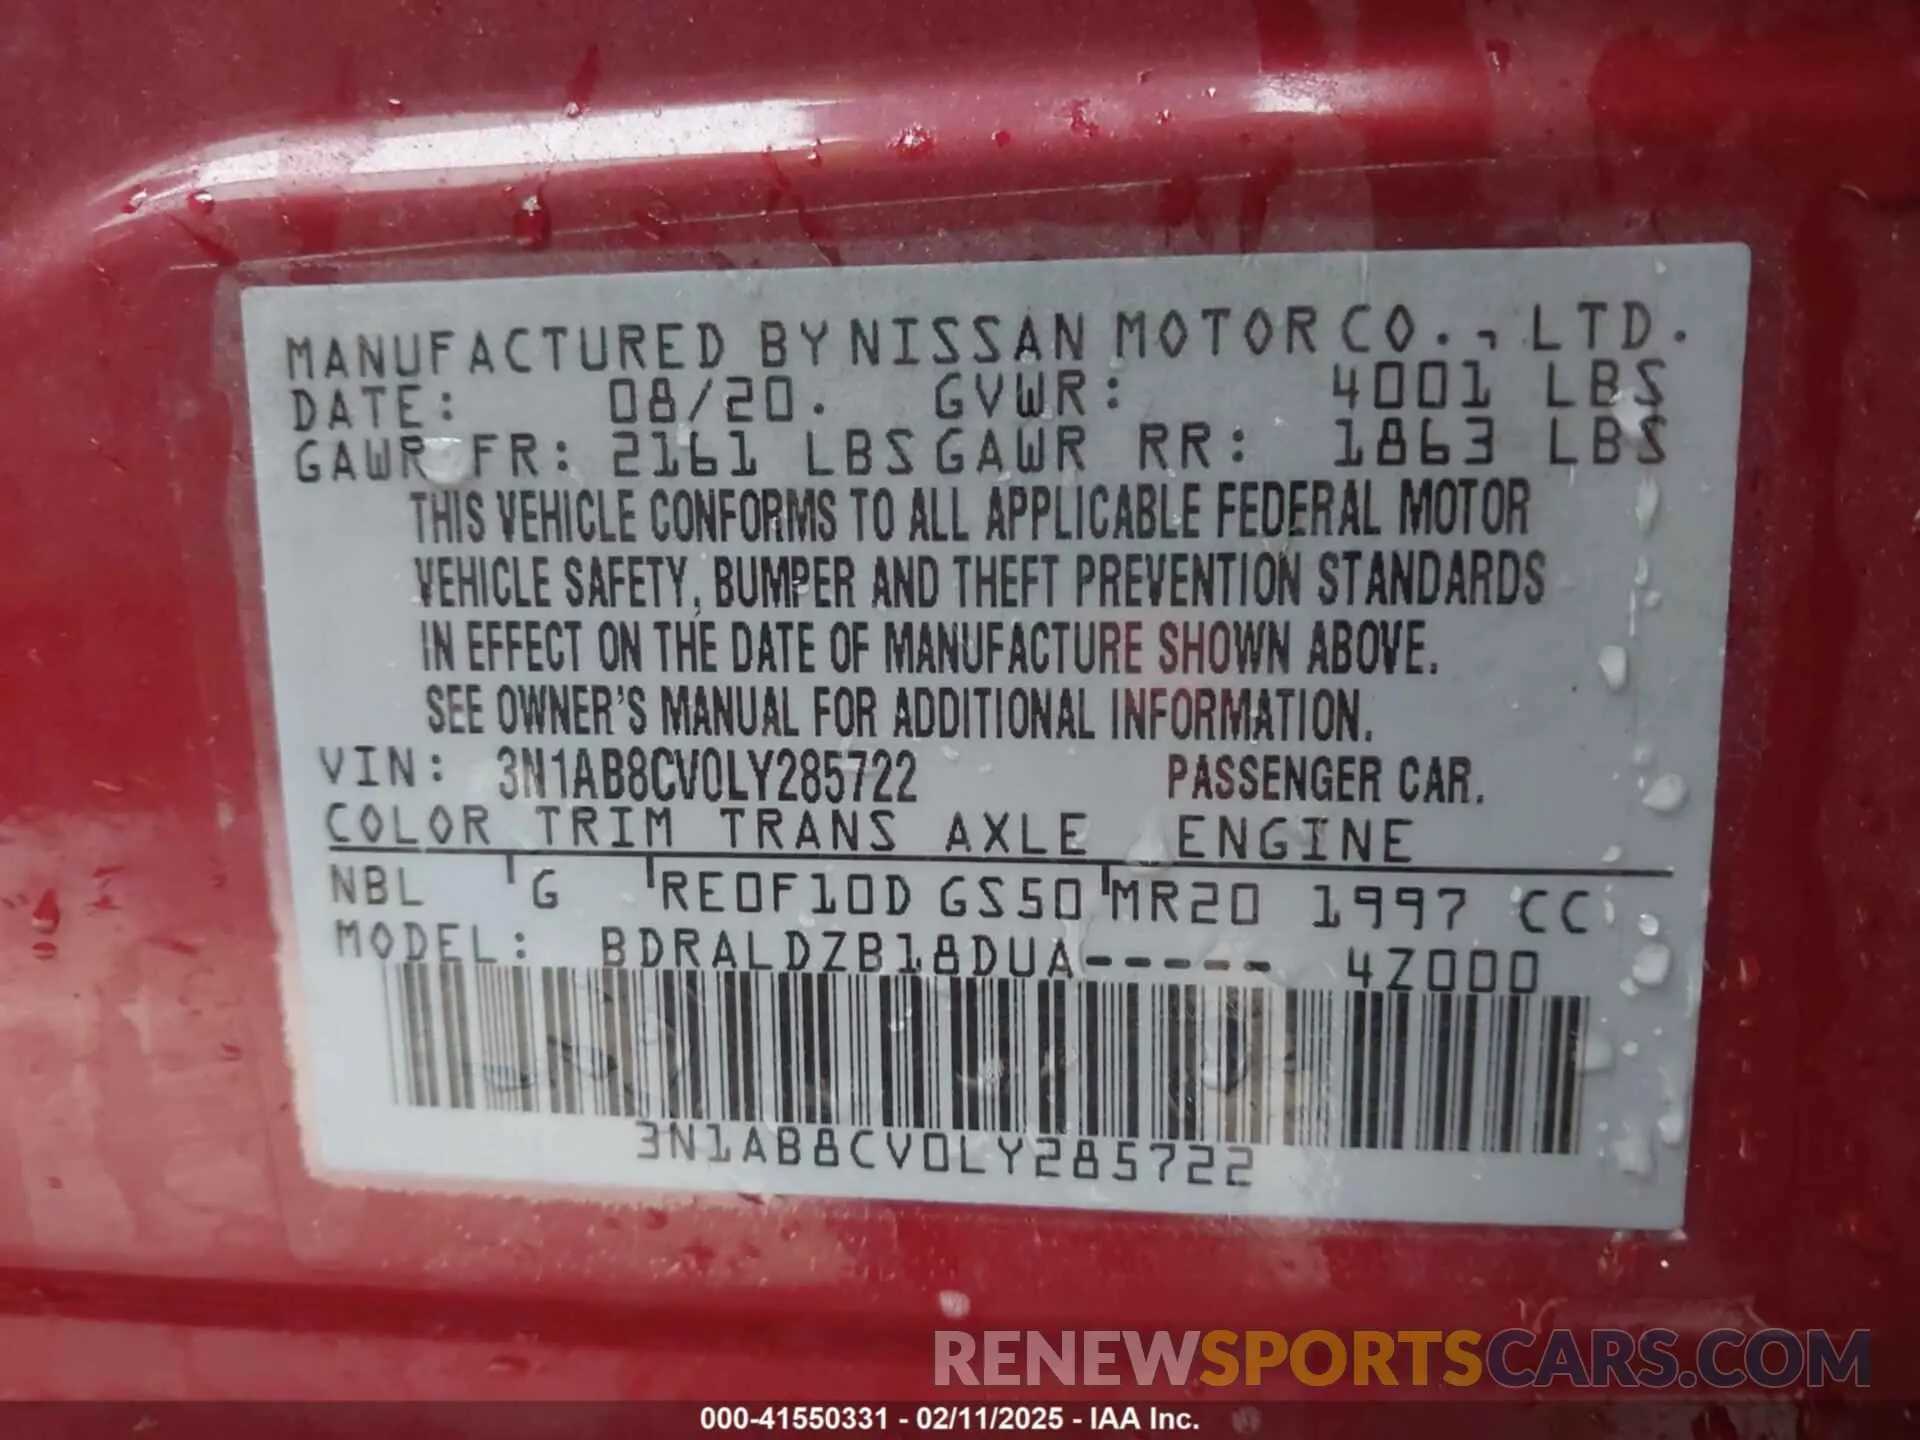 MANUFACTURED BY NISSAN MOTOR CO., LTD.
DATE: 08/20. GVWR: 4001 LBS
GAWR FR: 2161 LBS GAWR RR: 1863 LBS
THIS VEHICLE CONFORMS TO ALL APPLICABLE FEDERAL MOTOR
VEHICLE SAFETY, BUMPER AND THEFT PREVENTION STANDARDS
IN EFFECT ON THE DATE OF MANUFACTURE SHOWN ABOVE.
SEE OWNER'S MANUAL FOR ADDITIONAL INFORMATION.
VIN: 3N1AB8CV0LY285722 PASSENGER CAR.
COLOR TRIM TRANS AXLE ENGINE
NBL G RE0F10D GS50 MR20 1997 CC
MODEL: BDRALDZB18DUA----- 4Z000
3N1AB8CV0LY285722
RENEWSPORTSCARS.COM
000-41550331 - 02/11/2025 - IAA Inc.